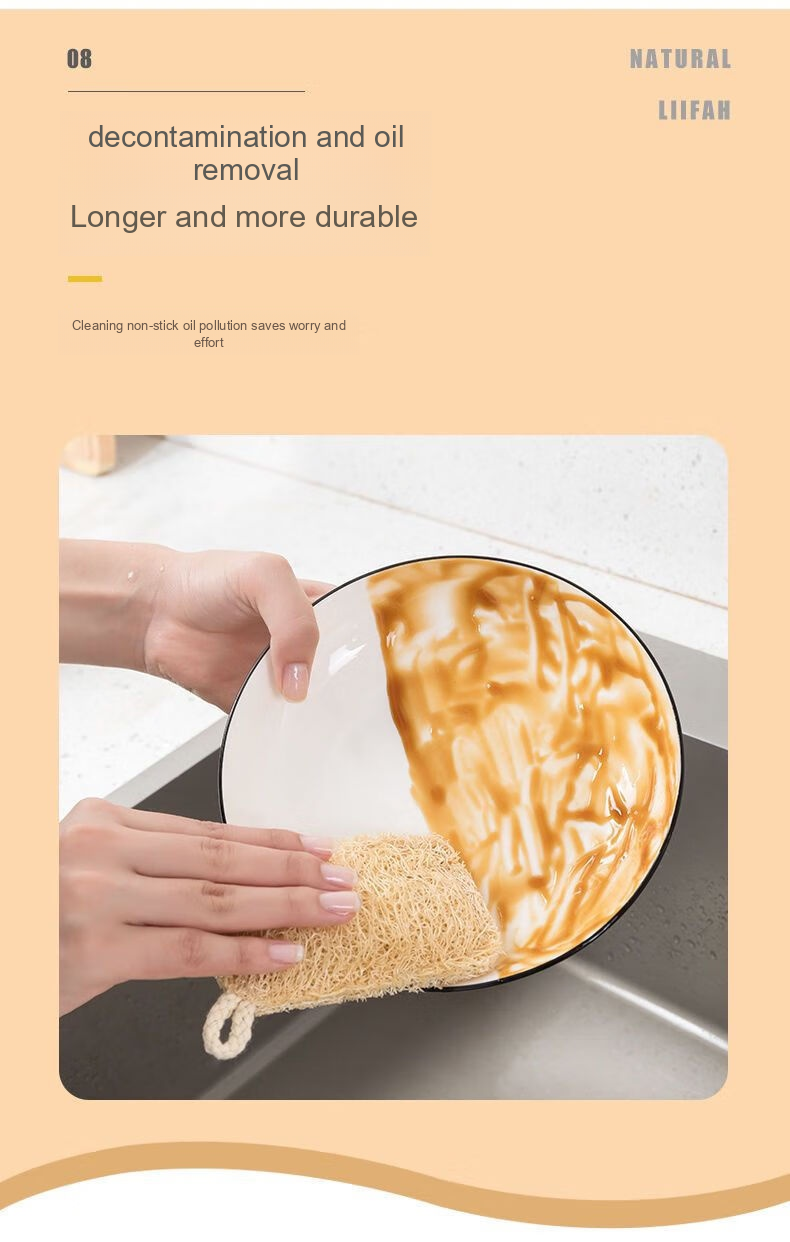 08
NATURAL
LIIFAH
decontamination and oil
removal
Longer and more durable
Cleaning non-stick oil pollution saves worry and
effort